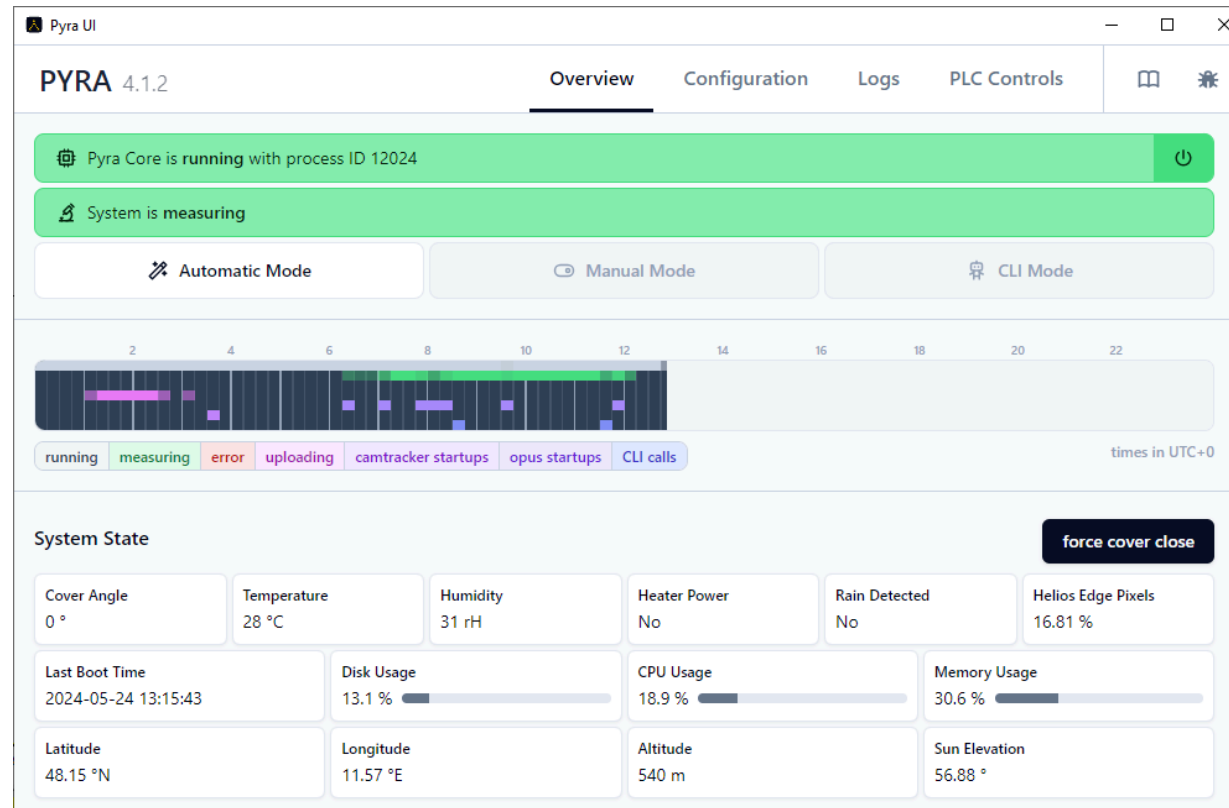 Pyra UI
PYRA 4.1.2 Overview Configuration Logs PLC Controls
Pyra Core is running with process ID 12024
System is measuring
Automatic Mode Manual Mode CLI Mode
2 4 6 8 10 12 14 16 18 20 22
running measuring error uploading camtracker startups opus startups CLI calls times in UTC+0
System State force cover close
Cover Angle Temperature Humidity Heater Power Rain Detected Helios Edge Pixels
0 ° 28 °C 31 rH No No 16.81 %
Last Boot Time Disk Usage CPU Usage Memory Usage
2024-05-24 13:15:43 13.1 % 18.9 % 30.6 %
Latitude Longitude Altitude Sun Elevation
48.15 °N 11.57 °E 540 m 56.88 °